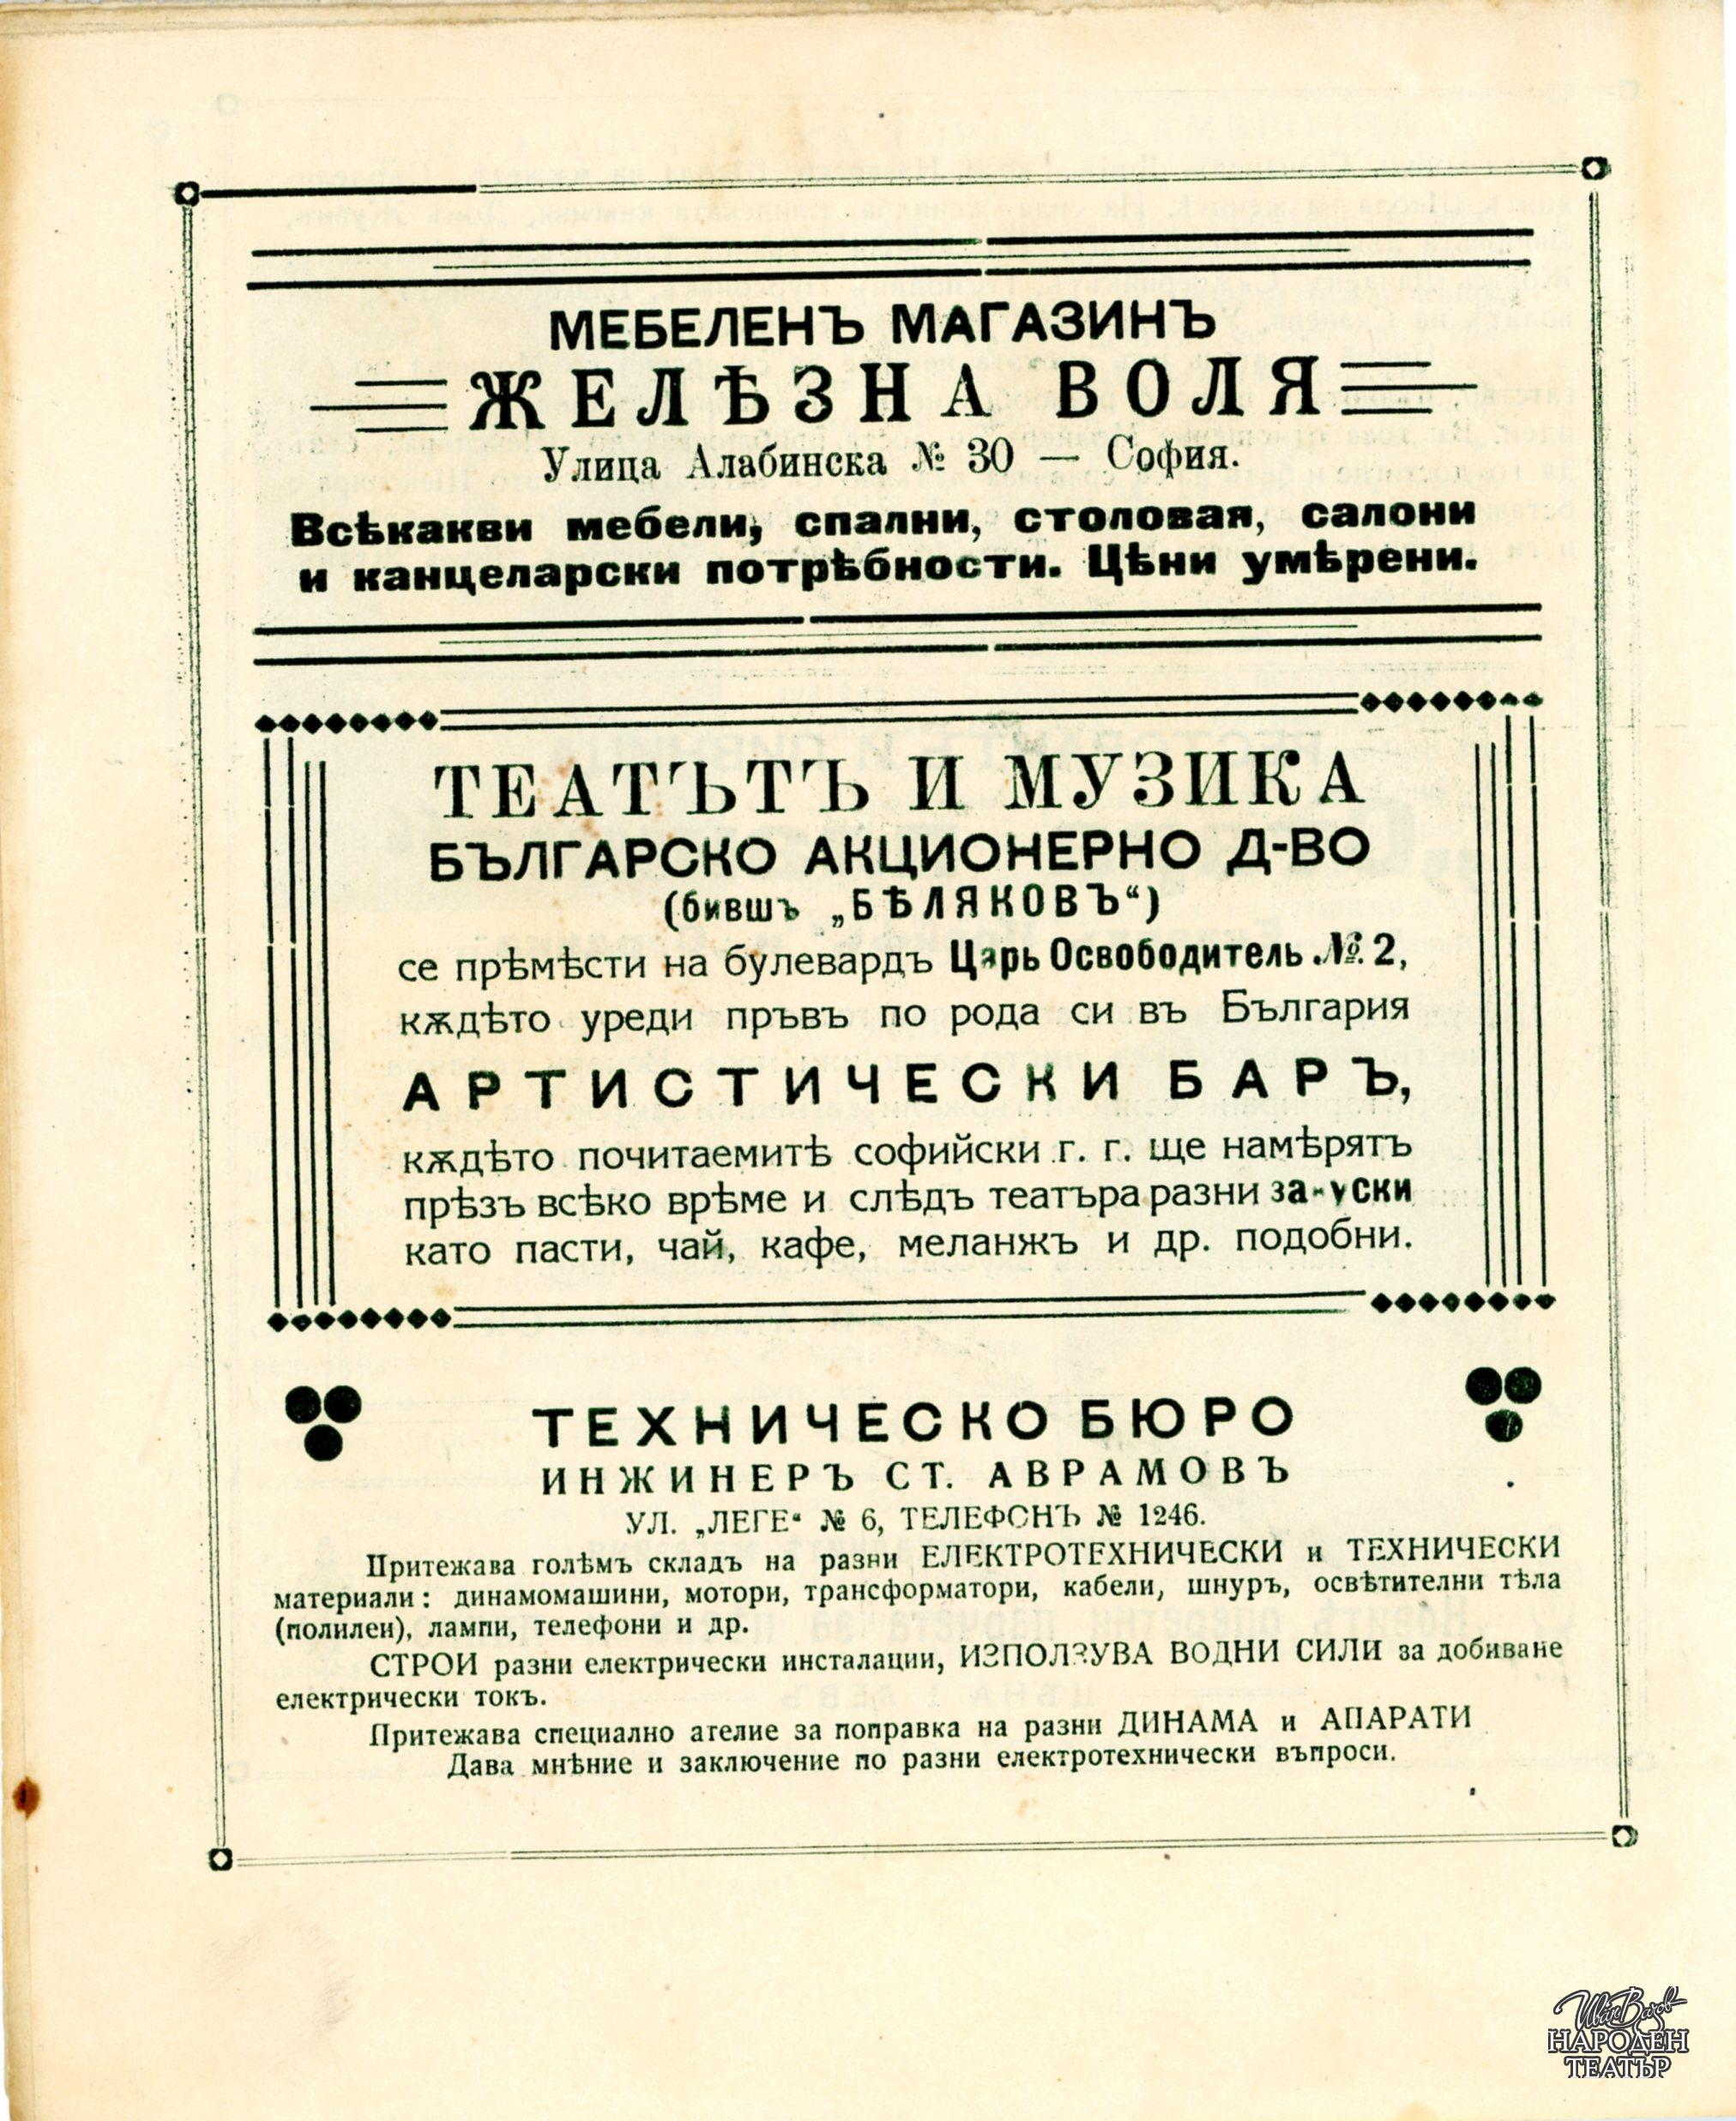 МЕБЕЛЕНЪ МАГАЗИНЪ
ЖЕЛѢЗНА ВОЛЯ
Улица Алабинска № 30 — София.
Всѣкакви мебели, спални, столовая, салони
и канцеларски потрѣбности. Цѣни умѣрени.
ТЕАТЪТЪ И МУЗИКА
БЪЛГАРСКО АКЦИОНЕРНО Д-ВО
(бившъ „БѢЛЯКОВЪ“)
се прѣмѣсти на булевардъ Царь Освободитель №. 2,
кѫдѣто уреди пръвъ по рода си въ България
АРТИСТИЧЕСКИ БАРЪ,
кѫдѣто почитаемитѣ софийски г. г. ще намѣрятъ
прѣзъ всѣко врѣме и слѣдъ театъра разни
като пасти, чай, кафе, меланжъ и др. подобни.
ТЕХНИЧЕСКО БЮРО
ИНЖИНЕРЪ СТ. АВРАМОВЪ
УЛ. „ЛЕГЕ“ № 6, ТЕЛЕФОНЪ № 1246.
Притежава голѣмъ складъ на разни ЕЛЕКТРОТЕХНИЧЕСКИ и ТЕХНИЧЕСКИ
материали: динамомашини, мотори, трансформатори, кабели, шнуръ, освѣтителни тѣла
(полилеи), лампи, телефони и др.
СТРОИ разни електрически инсталации, ИЗПОЛЗУВА ВОДНИ СИЛИ за добиване
електрически токъ.
Притежава специално ателие за поправка на разни ДИНАМА и АПАРАТИ
Дава мнѣние и заключение по разни електротехнически въпроси.
Иван Вазов
НАРОДЕН
ТЕАТЪР